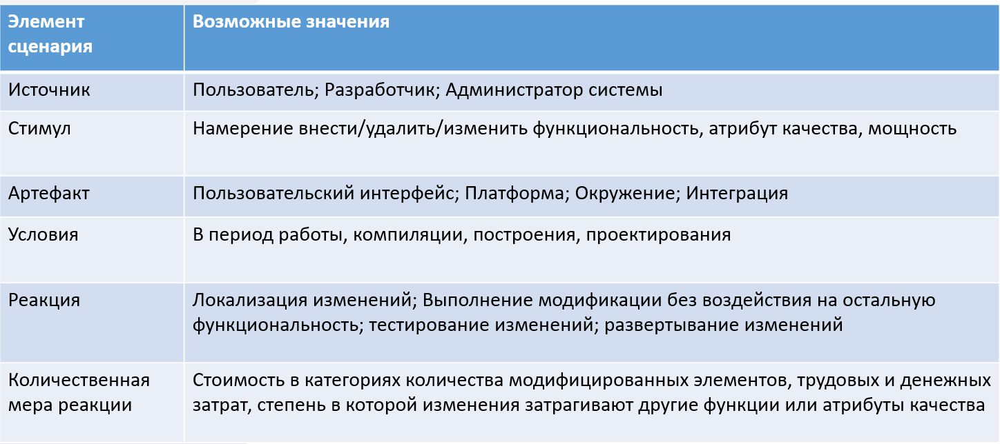 Элемент
сценария
Возможные значения
Источник
Пользователь; Разработчик; Администратор системы
Стимул
Намерение внести/удалить/изменить функциональность, атрибут качества, мощность
Артефакт
Пользовательский интерфейс; Платформа; Окружение; Интеграция
Условия
В период работы, компиляции, построения, проектирования
Реакция
Локализация изменений; Выполнение модификации без воздействия на остальную
функциональность; тестирование изменений; развертывание изменений
Количественная
мера реакции
Стоимость в категориях количества модифицированных элементов, трудовых и денежных
затрат, степень в которой изменения затрагивают другие функции или атрибуты качества